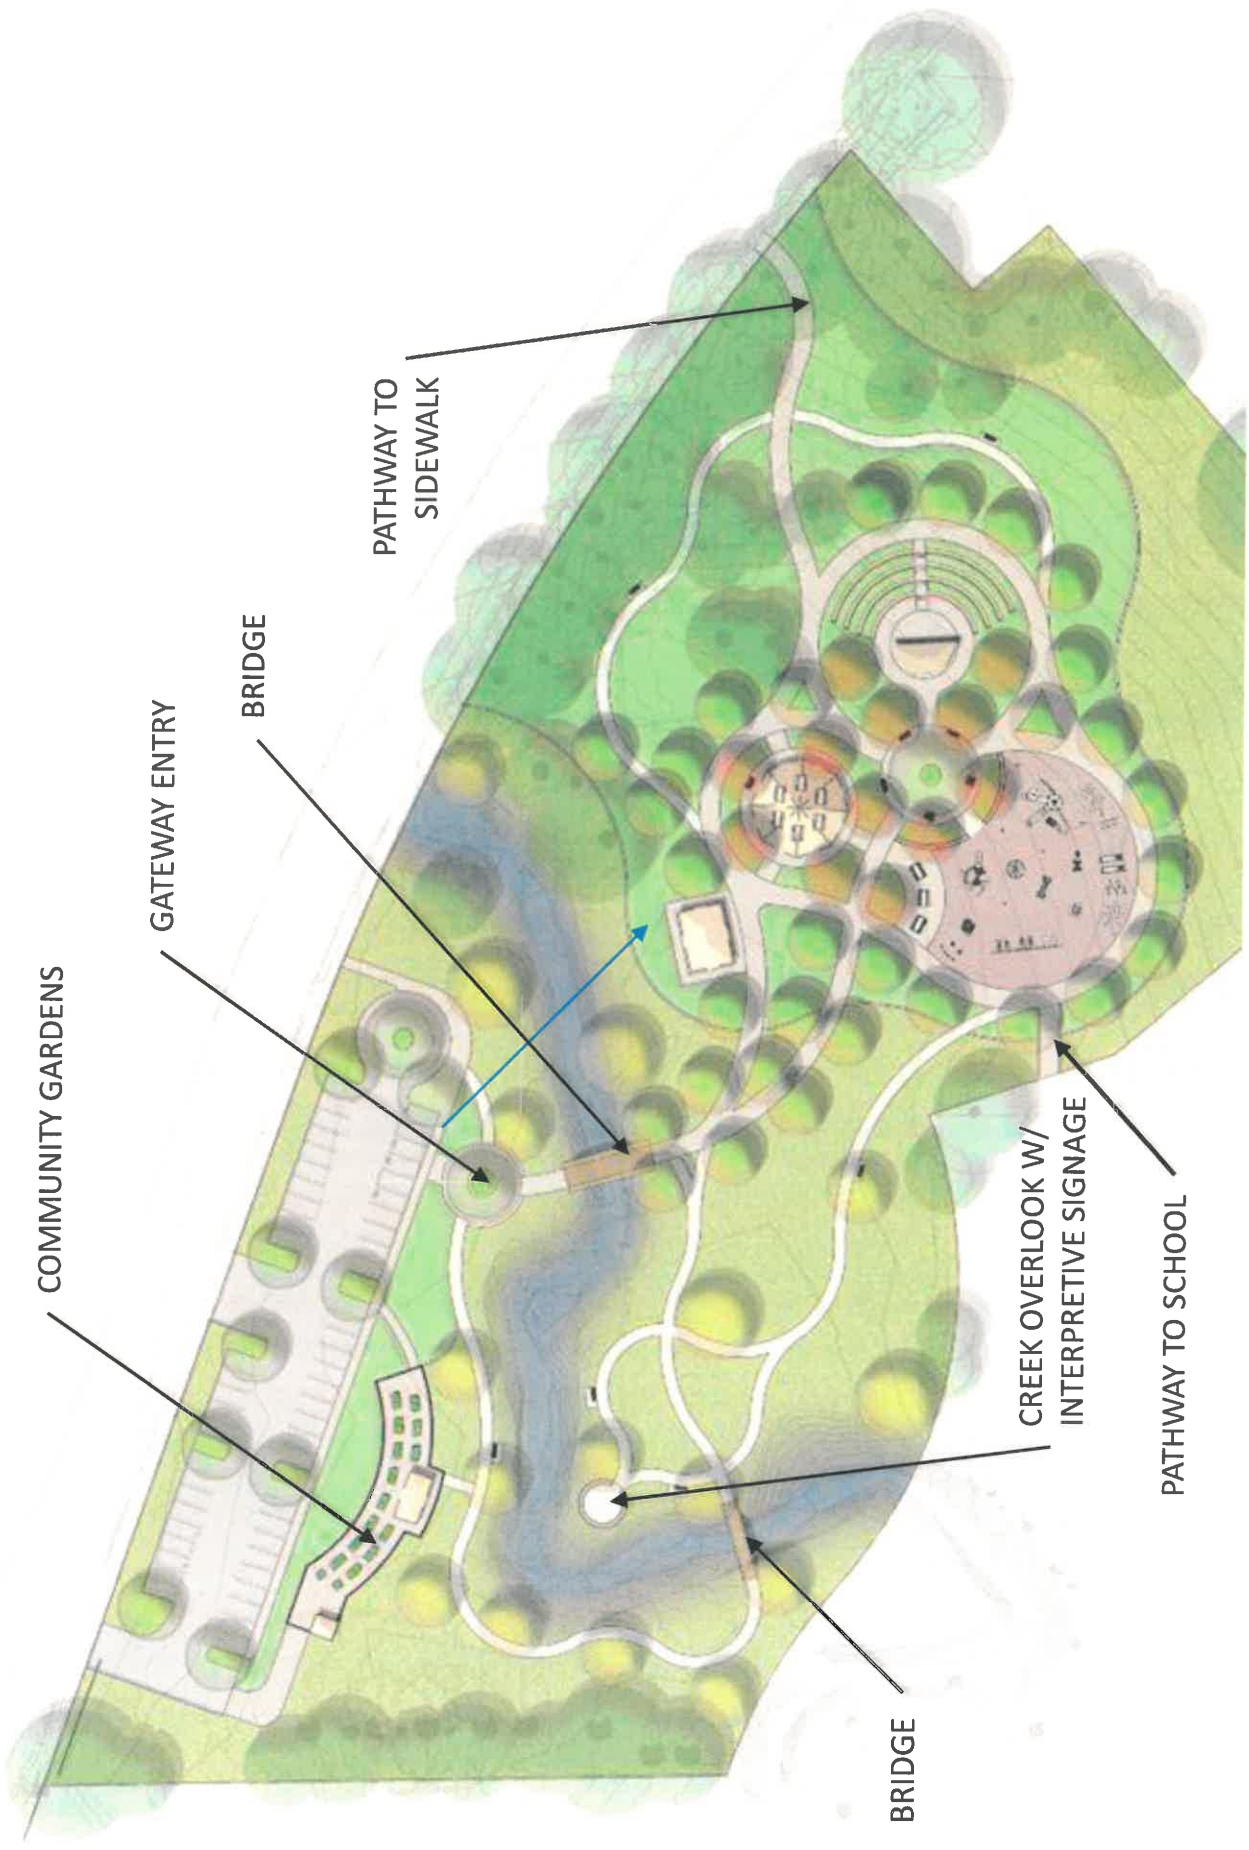 COMMUNITY GARDENS
GATEWAY ENTRY
BRIDGE
PATHWAY TO
SIDEWALK
BRIDGE
CREEK OVERLOOK W/
INTERPRETIVE SIGNAGE
PATHWAY TO SCHOOL